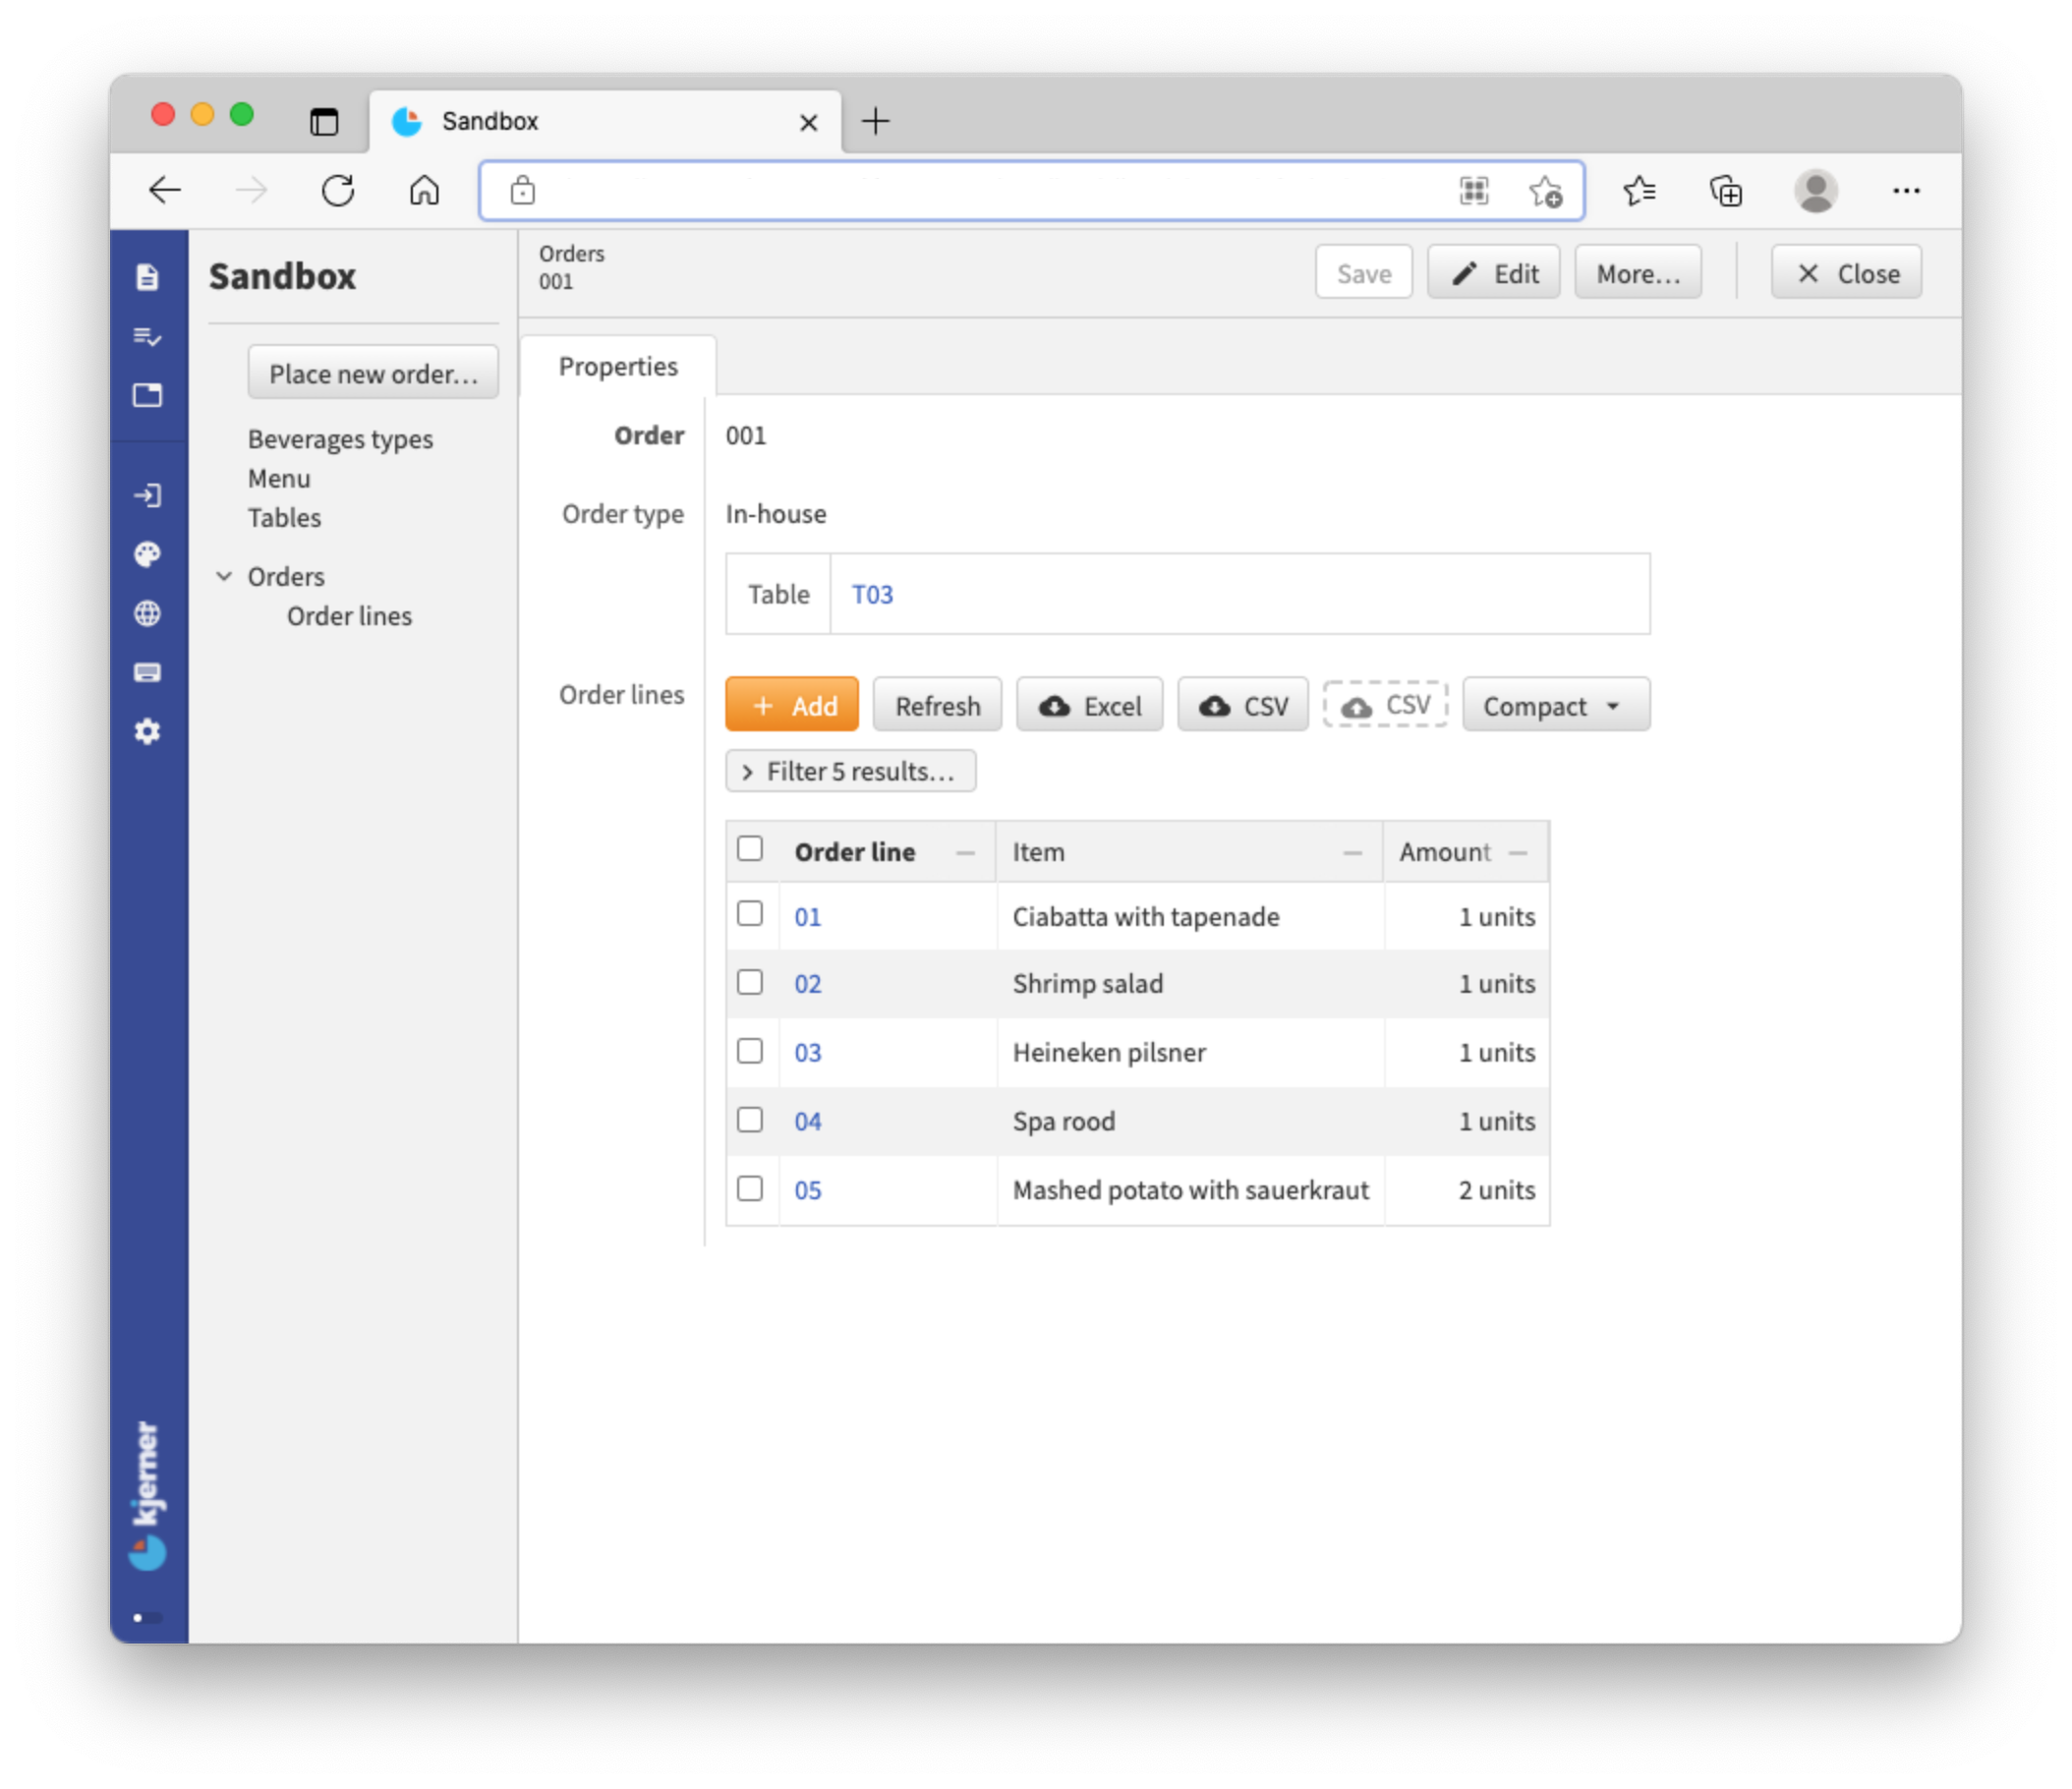 Sandbox
Sandbox
Orders
001
Save
Edit
More...
Close
Place new order...
Beverages types
Menu
Tables
Orders
Order lines
Properties
Order 001
Order type In-house
Table T03
Order lines
Add Refresh Excel CSV CSV Compact
Filter 5 results...
Order line Item Amount
01 Ciabatta with tapenade 1 units
02 Shrimp salad 1 units
03 Heineken pilsner 1 units
04 Spa rood 1 units
05 Mashed potato with sauerkraut 2 units
kjerner